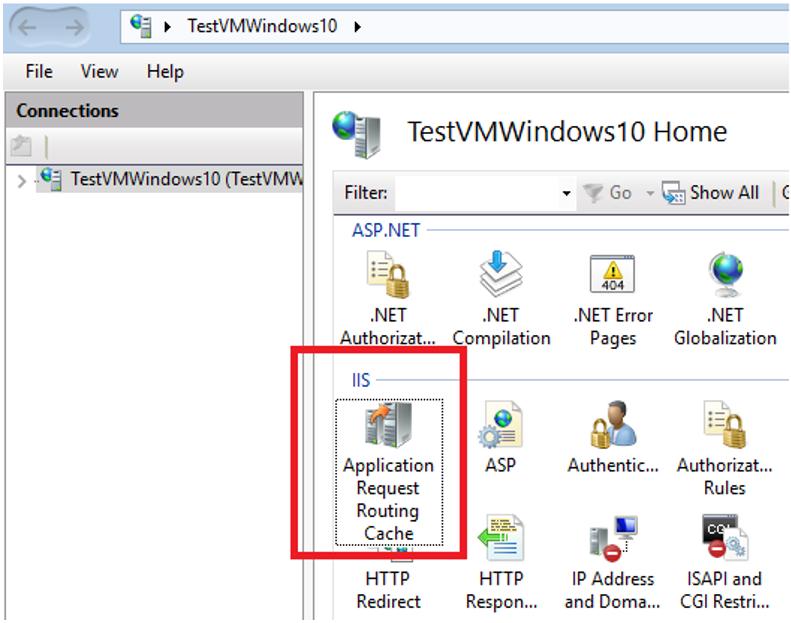 TestVMWindows10
File View Help
Connections
TestVMWindows10 (TestVMW
TestVMWindows10 Home
Filter: Go Show All G
ASP.NET
.NET Authorizat...
.NET Compilation
404
.NET Error Pages
.NET Globalization
IIS
Application Request Routing Cache
ASP
Authentic...
Authorizat... Rules
HTTP Redirect
HTTP Respon...
IP Address and Doma...
CGI
ISAPI and CGI Restri...